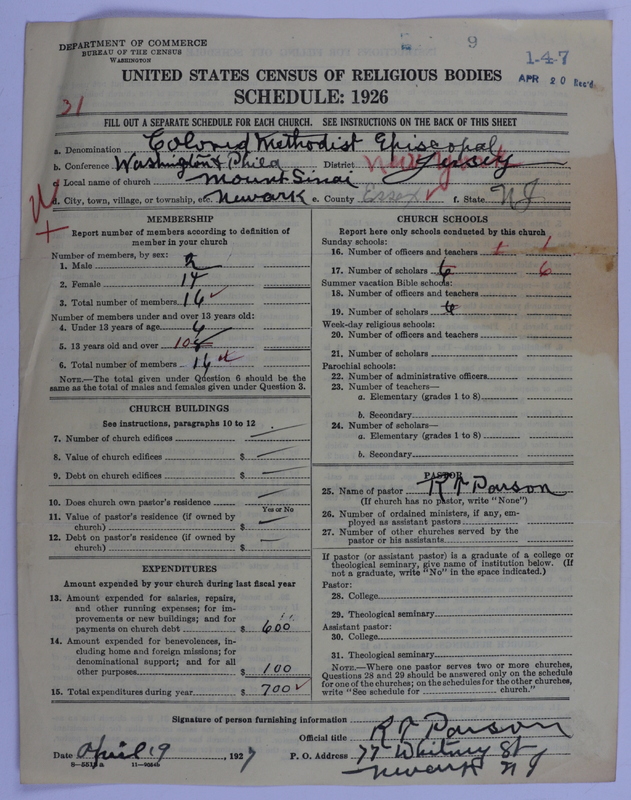 DEPARTMENT OF COMMERCE
BUREAU OF THE CENSUS
WASHINGTON
9
1-4-7
APR 20 Rec'd
UNITED STATES CENSUS OF RELIGIOUS BODIES
SCHEDULE: 1926
31
FILL OUT A SEPARATE SCHEDULE FOR EACH CHURCH. SEE INSTRUCTIONS ON THE BACK OF THIS SHEET
a. Denomination Colored Methodist Episcopal
b. Conference Washington & Phila District New Jersey
c. Local name of church Mount Sinai
d. City, town, village, or township, etc. Newark e. County Essex f. State NJ
MEMBERSHIP
Report number of members according to definition of
member in your church
Number of members, by sex:
1. Male 2
2. Female 14
3. Total number of members 16
Number of members under and over 13 years old:
4. Under 13 years of age 6
5. 13 years old and over 10
6. Total number of members 16
NOTE.—The total given under Question 6 should be the
same as the total of males and females given under Question 3.
CHURCH BUILDINGS
See instructions, paragraphs 10 to 12
7. Number of church edifices
8. Value of church edifices $
9. Debt on church edifices $
10. Does church own pastor's residence
Yes or No
11. Value of pastor's residence (if owned by
church) $
12. Debt on pastor's residence (if owned by
church) $
EXPENDITURES
Amount expended by your church during last fiscal year
13. Amount expended for salaries, repairs,
and other running expenses; for im-
provements or new buildings; and for
payments on church debt $ 600
14. Amount expended for benevolences, in-
cluding home and foreign missions; for
denominational support; and for all
other purposes $ 100
15. Total expenditures during year $ 700
CHURCH SCHOOLS
Report here only schools conducted by this church
Sunday schools:
16. Number of officers and teachers 1
17. Number of scholars 6 6
Summer vacation Bible schools:
18. Number of officers and teachers
19. Number of scholars
Week-day religious schools:
20. Number of officers and teachers
21. Number of scholars
Parochial schools:
22. Number of administrative officers
23. Number of teachers—
a. Elementary (grades 1 to 8)
b. Secondary
24. Number of scholars—
a. Elementary (grades 1 to 8)
b. Secondary
PASTOR
25. Name of pastor R T Parson
(If church has no pastor, write "None")
26. Number of ordained ministers, if any, em-
ployed as assistant pastors
27. Number of other churches served by the
pastor or his assistants
If pastor (or assistant pastor) is a graduate of a college or
theological seminary, give name of institution below. (If
not a graduate, write "No" in the space indicated.)
Pastor:
28. College
29. Theological seminary
Assistant pastor:
30. College
31. Theological seminary
NOTE.—Where one pastor serves two or more churches,
Questions 28 and 29 should be answered only on the schedule
for one of the churches; on the schedules for the other churches,
write "See schedule for church."
Signature of person furnishing information
Official title R T Parson
Date April 19, 1927 P. O. Address 77 Whitney St
Newark NJ